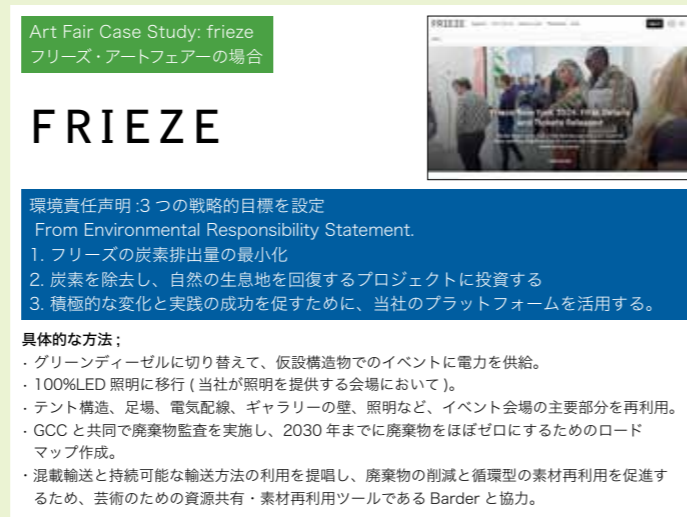 Art Fair Case Study: frieze
フリーズ・アートフェアーの場合
FRIEZE
FRIEZE
Frieze New York 2024: First Details
and Tickets Released
環境責任声明:3 つの戦略的目標を設定
From Environmental Responsibility Statement.
1. フリーズの炭素排出量の最小化
2. 炭素を除去し、自然の生息地を回復するプロジェクトに投資する
3. 積極的な変化と実践の成功を促すために、当社のプラットフォームを活用する。
具体的な方法 ;
・グリーンディーゼルに切り替えて、仮設構造物でのイベントに電力を供給。
・100%LED 照明に移行 ( 当社が照明を提供する会場において )。
・テント構造、足場、電気配線、ギャラリーの壁、照明など、イベント会場の主要部分を再利用。
・GCC と共同で廃棄物監査を実施し、2030 年までに廃棄物をほぼゼロにするためのロード
マップ作成。
・混載輸送と持続可能な輸送方法の利用を提唱し、廃棄物の削減と循環型の素材再利用を促進す
るため、芸術のための資源共有・素材再利用ツールである Barder と協力。